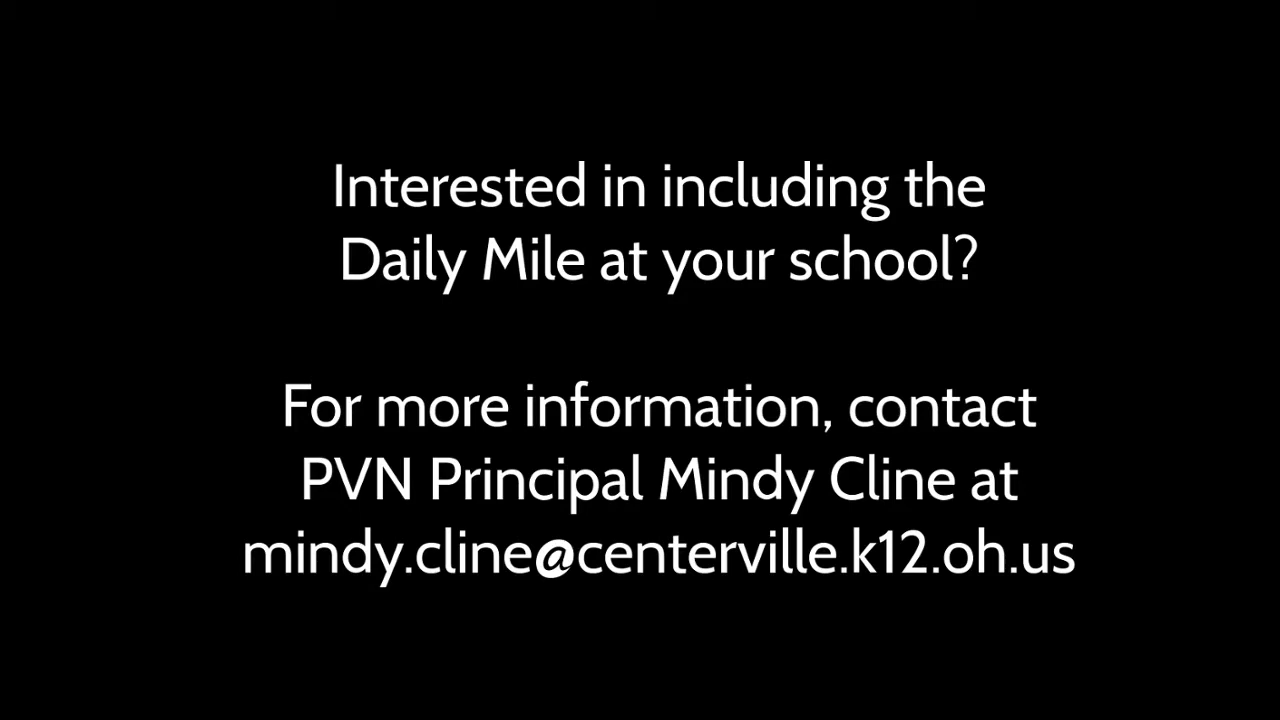 Interested in including the
Daily Mile at your school?
For more information, contact
PVN Principal Mindy Cline at
mindy.cline@centerville.k12.oh.us